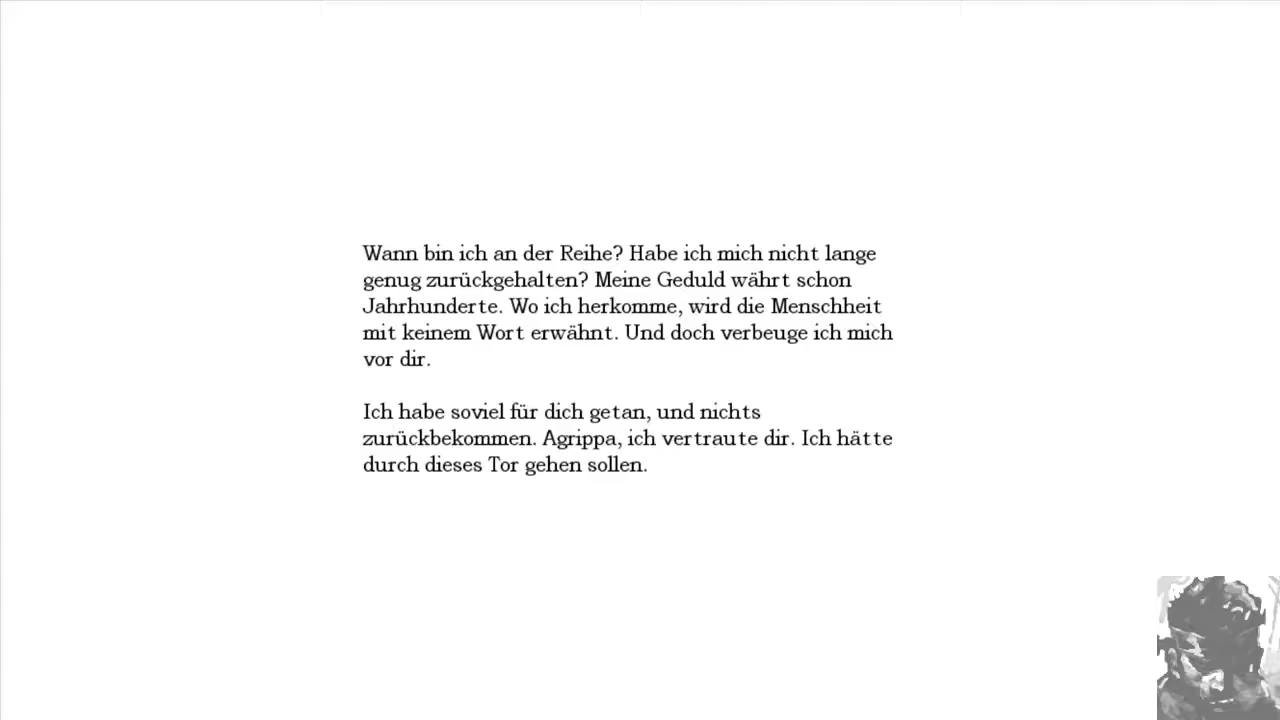 Wann bin ich an der Reihe? Habe ich mich nicht lange
genug zurückgehalten? Meine Geduld währt schon
Jahrhunderte. Wo ich herkomme, wird die Menschheit
mit keinem Wort erwähnt. Und doch verbeuge ich mich
vor dir.
Ich habe soviel für dich getan, und nichts
zurückbekommen. Agrippa, ich vertraute dir. Ich hätte
durch dieses Tor gehen sollen.